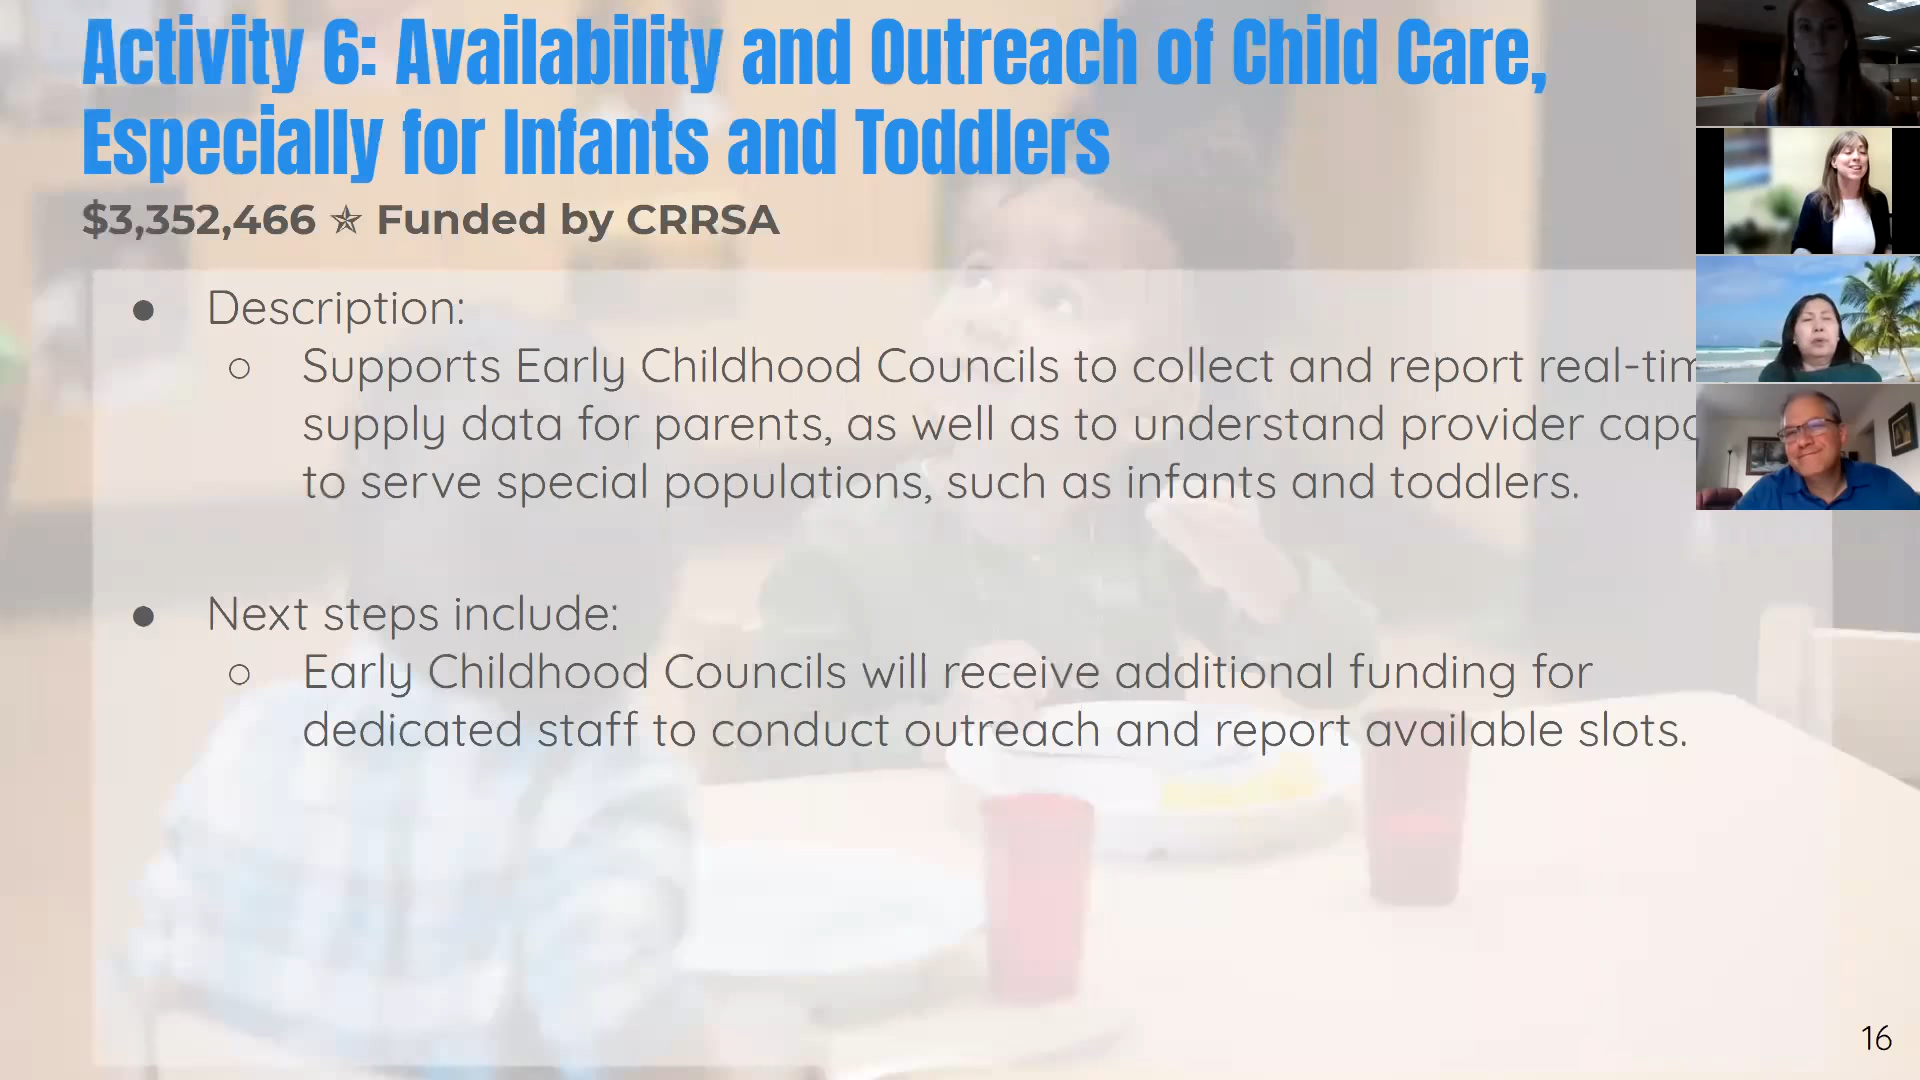 Activity 6: Availability and Outreach of Child Care,
Especially for Infants and Toddlers
$3,352,466 ✯ Funded by CRRSA
● Description:
○ Supports Early Childhood Councils to collect and report
supply data for parents, as well as to understand provider
to serve special populations, such as infants and toddlers.
● Next steps include:
○ Early Childhood Councils will receive additional funding for
dedicated staff to conduct outreach and report available slots.
16